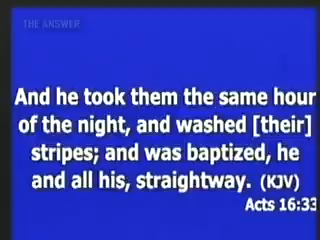 THE ANSWER
And he took them the same hour
of the night, and washed [their]
stripes; and was baptized, he
and all his, straightway. (KJV)
Acts 16:33